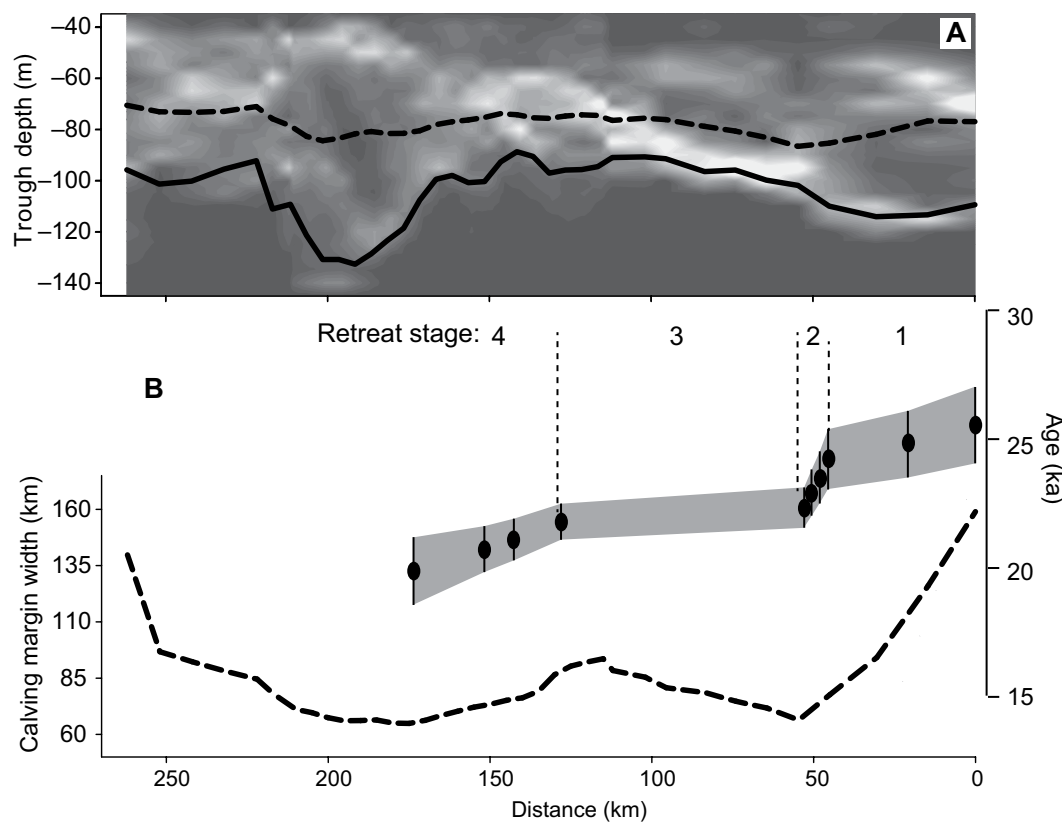 A
Trough depth (m)
–40
–60
–80
–100
–120
–140
Retreat stage: 4 3 2 1
B
Calving margin width (km)
160
135
110
85
60
30
25
20
15
Age (ka)
250 200 150 100 50 0
Distance (km)